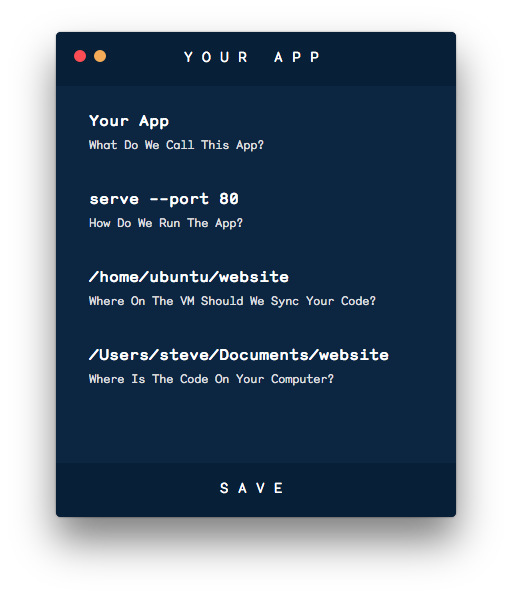 YOUR APP
Your App
What Do We Call This App?
serve --port 80
How Do We Run The App?
/home/ubuntu/website
Where On The VM Should We Sync Your Code?
/Users/steve/Documents/website
Where Is The Code On Your Computer?
SAVE